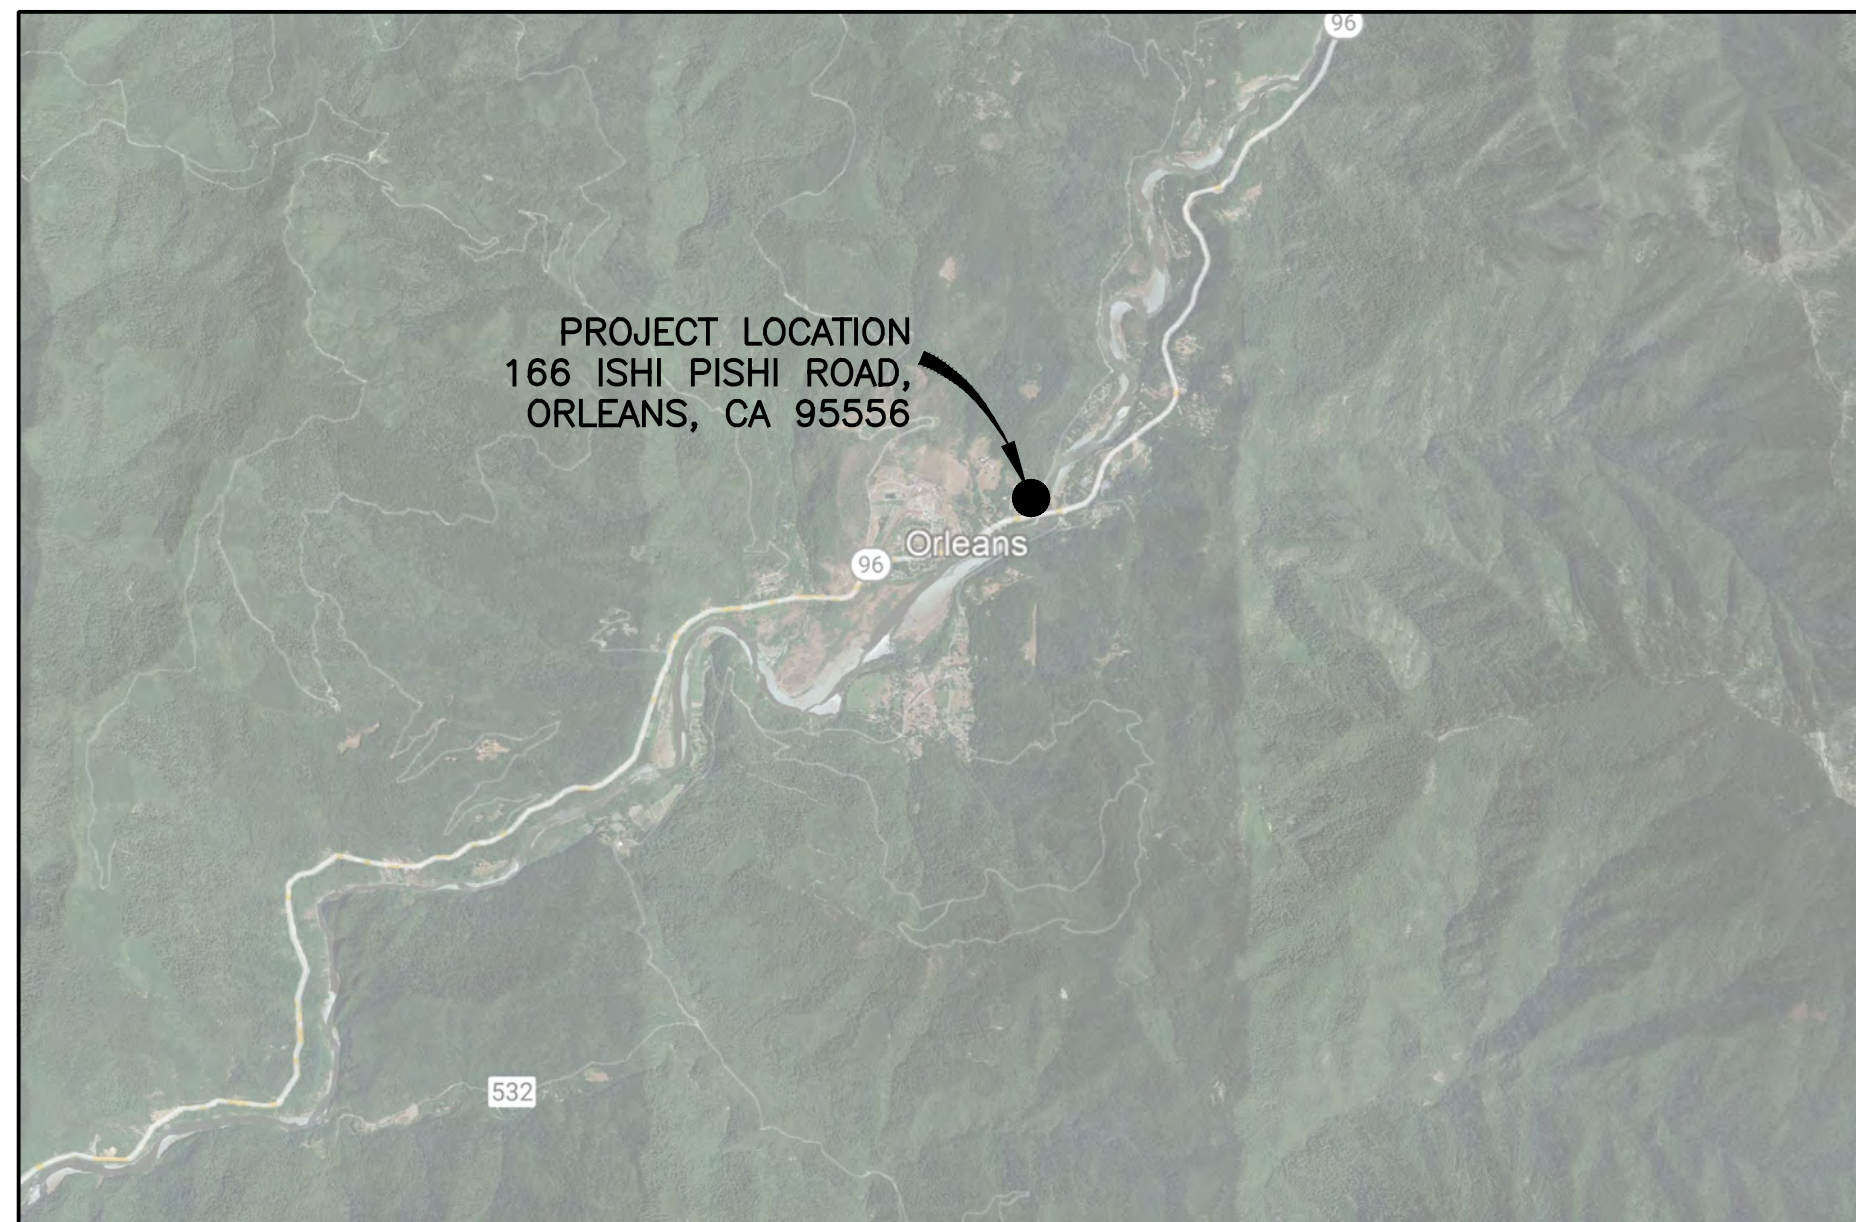 96
PROJECT LOCATION
166 ISHI PISHI ROAD,
ORLEANS, CA 95556
Orleans
96
532